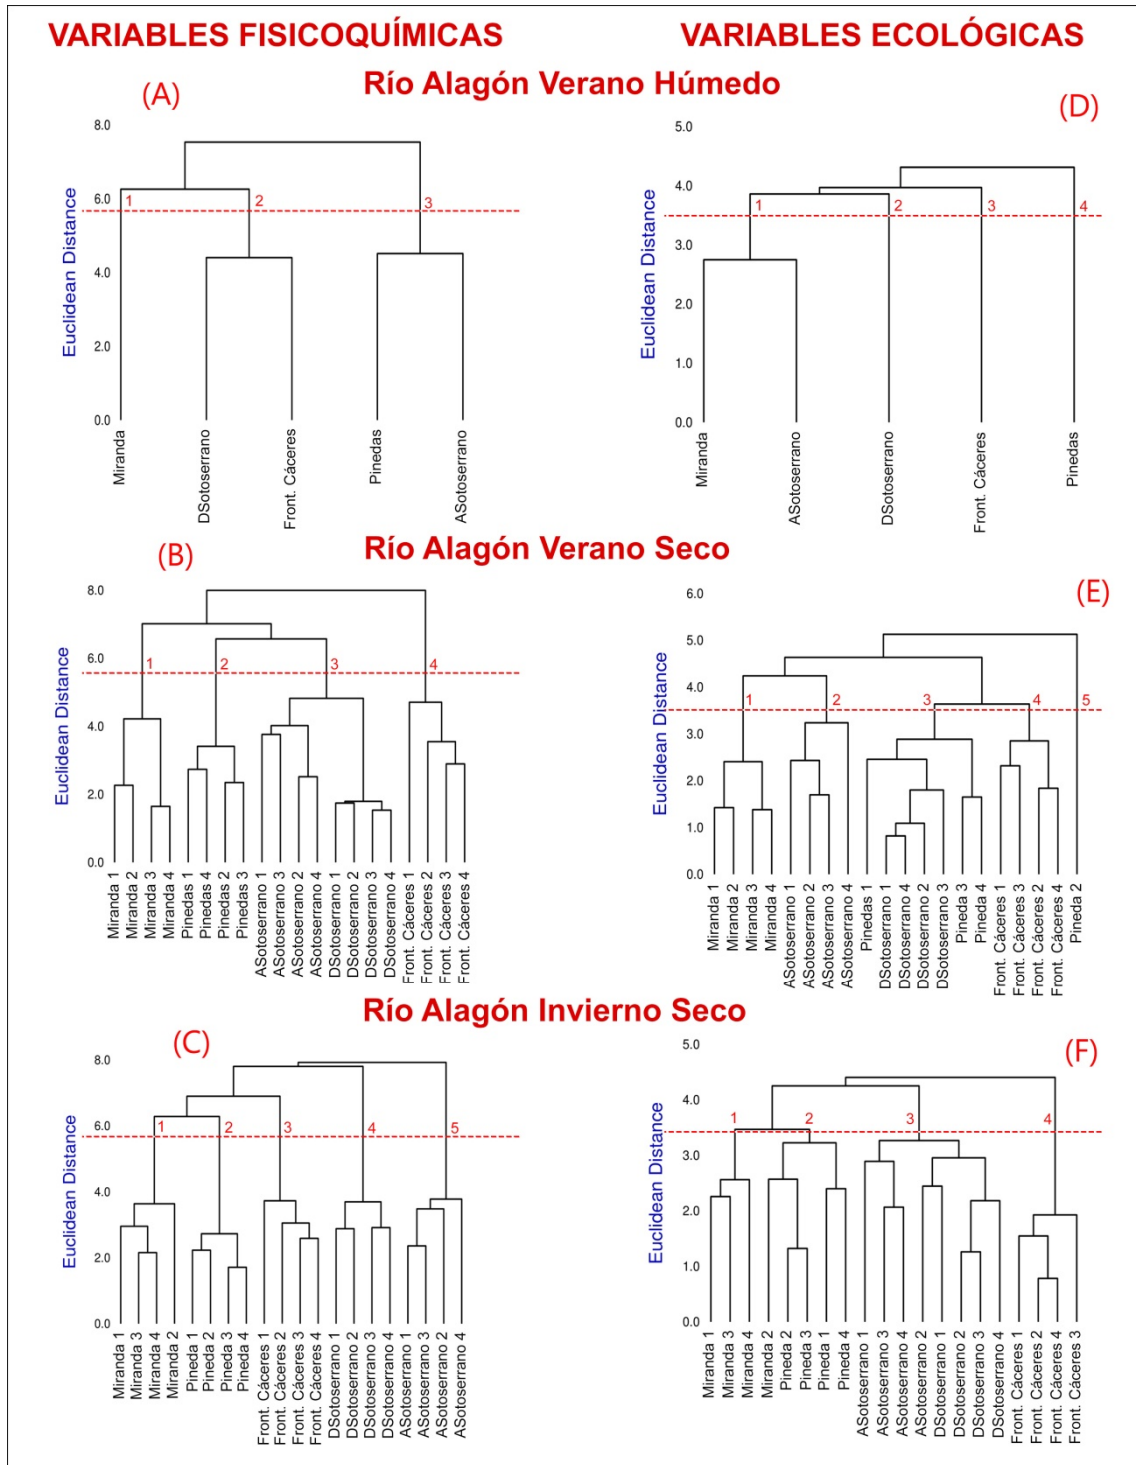 VARIABLES FISICOQUÍMICAS
VARIABLES ECOLÓGICAS
Río Alagón Verano Húmedo
(A)
8.0
6.0
4.0
2.0
0.0
Euclidean Distance
1
2
3
Miranda
DSotoserrano
Front. Cáceres
Pinedas
ASotoserrano
(D)
5.0
4.0
3.0
2.0
1.0
0.0
Euclidean Distance
1
2
3
4
Miranda
ASotoserrano
DSotoserrano
Front. Cáceres
Pinedas
Río Alagón Verano Seco
(B)
8.0
6.0
4.0
2.0
0.0
Euclidean Distance
1
2
3
4
Miranda 1
Miranda 2
Miranda 3
Miranda 4
Pinedas 1
Pinedas 4
Pinedas 2
Pinedas 3
ASotoserrano 1
ASotoserrano 3
ASotoserrano 2
ASotoserrano 4
DSotoserrano 1
DSotoserrano 2
DSotoserrano 3
DSotoserrano 4
Front. Cáceres 1
Front. Cáceres 2
Front. Cáceres 3
Front. Cáceres 4
(E)
6.0
5.0
4.0
3.0
2.0
1.0
0.0
Euclidean Distance
1
2
3
4
5
Miranda 1
Miranda 2
Miranda 3
Miranda 4
ASotoserrano 1
ASotoserrano 2
ASotoserrano 3
ASotoserrano 4
Pinedas 1
DSotoserrano 1
DSotoserrano 4
DSotoserrano 2
DSotoserrano 3
Pineda 3
Pineda 4
Front. Cáceres 1
Front. Cáceres 3
Front. Cáceres 2
Front. Cáceres 4
Pineda 2
Río Alagón Invierno Seco
(C)
8.0
6.0
4.0
2.0
0.0
Euclidean Distance
1
2
3
4
5
Miranda 1
Miranda 3
Miranda 4
Miranda 2
Pineda 1
Pineda 2
Pineda 3
Pineda 4
Front. Cáceres 1
Front. Cáceres 2
Front. Cáceres 3
Front. Cáceres 4
DSotoserrano 1
DSotoserrano 2
DSotoserrano 3
DSotoserrano 4
ASotoserrano 1
ASotoserrano 3
ASotoserrano 2
ASotoserrano 4
(F)
5.0
4.0
3.0
2.0
1.0
0.0
Euclidean Distance
1
2
3
4
Miranda 1
Miranda 3
Miranda 4
Miranda 2
Pineda 2
Pineda 3
Pineda 1
Pineda 4
ASotoserrano 1
ASotoserrano 3
ASotoserrano 4
ASotoserrano 2
DSotoserrano 1
DSotoserrano 2
DSotoserrano 3
DSotoserrano 4
Front. Cáceres 1
Front. Cáceres 2
Front. Cáceres 4
Front. Cáceres 3